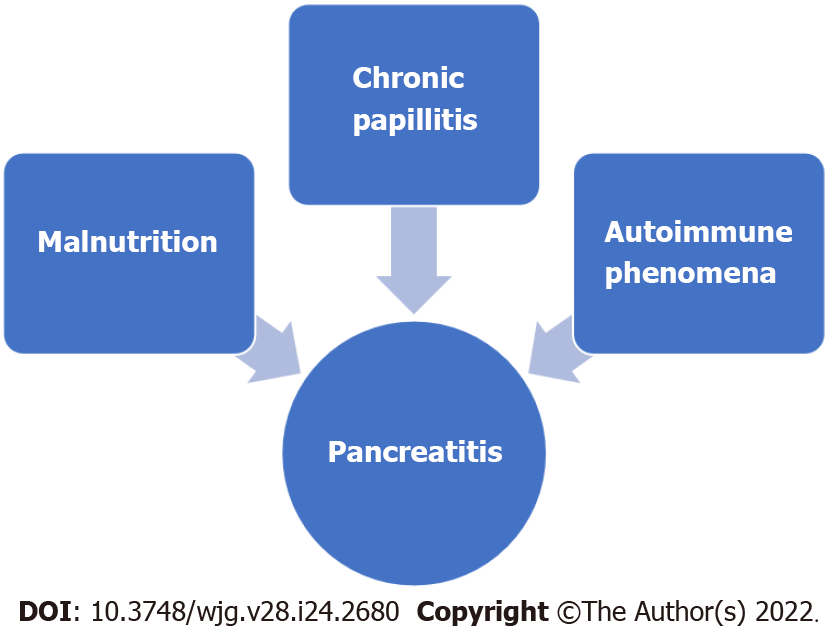 Chronic
papillitis
Malnutrition
Autoimmune
phenomena
Pancreatitis
DOI: 10.3748/wjg.v28.i24.2680 Copyright ©The Author(s) 2022.